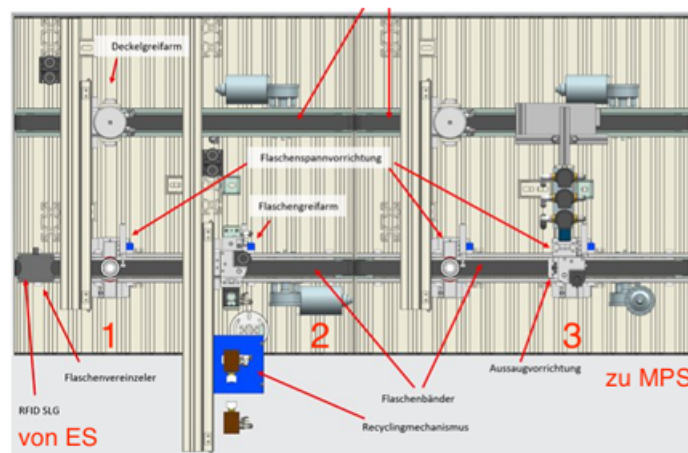 Deckelgreifarm
Flaschenspannvorrichtung
Flaschengreifarm
1
2
3
Flaschenvereinzeler
Aussaugvorrichtung
zu MPS
RFID SLG
Flaschenbänder
von ES
Recyclingmechanismus